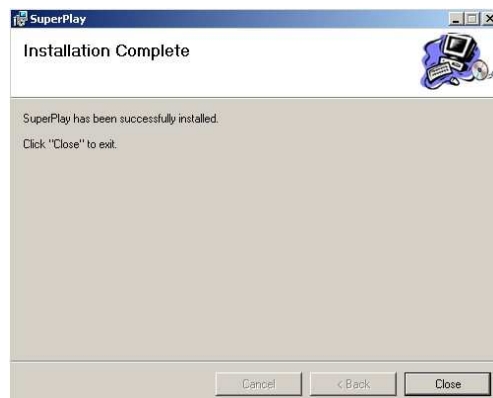 SuperPlay
Installation Complete
SuperPlay has been successfully installed.
Click "Close" to exit.
Cancel
< Back
Close